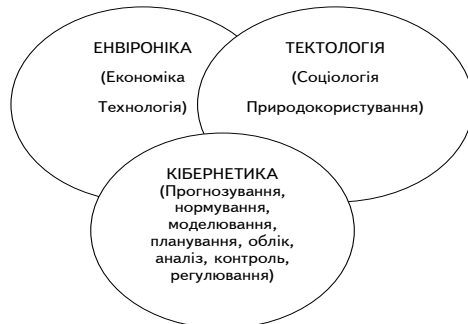 ЕНВІРОНІКА
(Економіка
Технологія)
ТЕКТОЛОГІЯ
(Соціологія
Природокористування)
КІБЕРНЕТИКА
(Прогнозування,
нормування,
моделювання,
планування, облік,
аналіз, контроль,
регулювання)